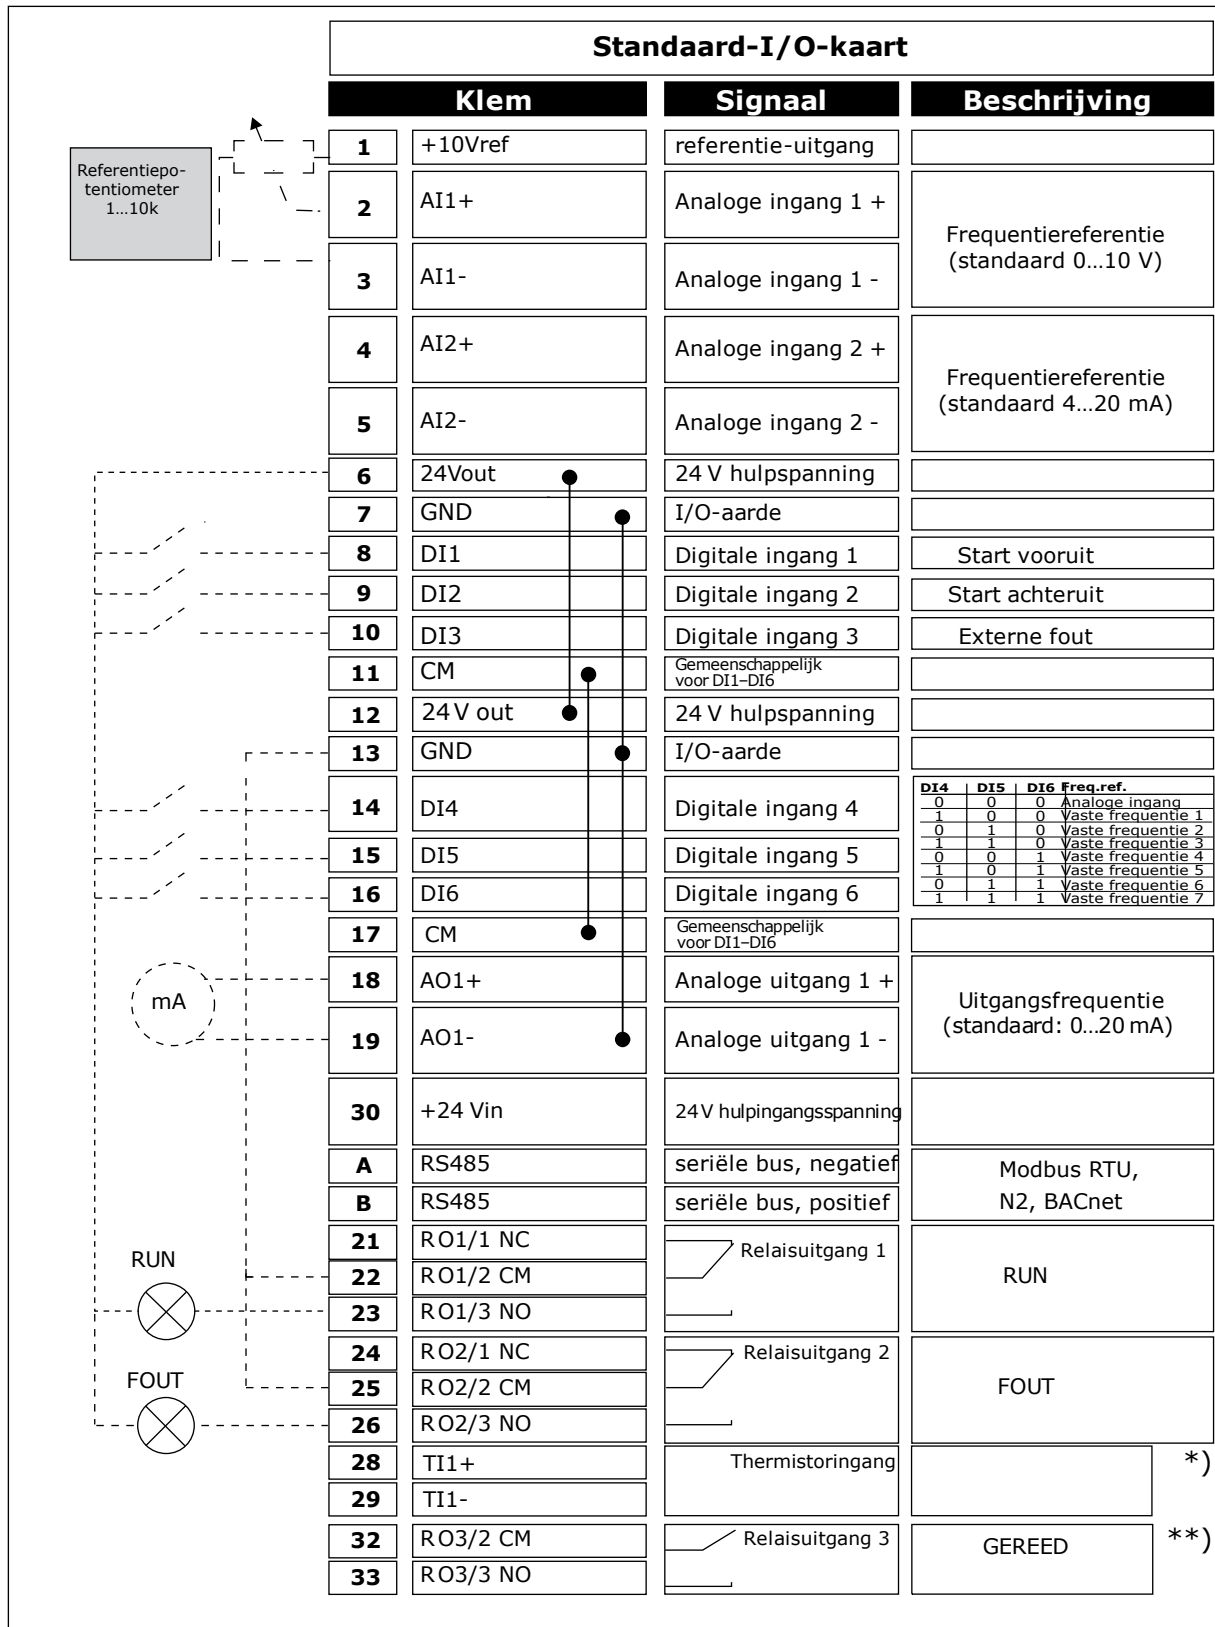 Standaard-I/O-kaart
Klem Signaal Beschrijving
Referentiepo-
tentiometer
1...10k
1 +10Vref referentie-uitgang
2 AI1+ Analoge ingang 1 +
Frequentiereferentie
(standaard 0...10 V)
3 AI1- Analoge ingang 1 -
4 AI2+ Analoge ingang 2 +
Frequentiereferentie
(standaard 4...20 mA)
5 AI2- Analoge ingang 2 -
6 24Vout 24 V hulpspanning
7 GND I/O-aarde
8 DI1 Digitale ingang 1 Start vooruit
9 DI2 Digitale ingang 2 Start achteruit
10 DI3 Digitale ingang 3 Externe fout
11 CM Gemeenschappelijk
voor DI1–DI6
12 24 V out 24 V hulpspanning
13 GND I/O-aarde
14 DI4 Digitale ingang 4
15 DI5 Digitale ingang 5
16 DI6 Digitale ingang 6
DI4 DI5 DI6 Freq.ref.
0 0 0 Analoge ingang
1 0 0 Vaste frequentie 1
0 1 0 Vaste frequentie 2
1 1 0 Vaste frequentie 3
0 0 1 Vaste frequentie 4
1 0 1 Vaste frequentie 5
0 1 1 Vaste frequentie 6
1 1 1 Vaste frequentie 7
17 CM Gemeenschappelijk
voor DI1–DI6
mA
18 AO1+ Analoge uitgang 1 +
Uitgangsfrequentie
(standaard: 0...20 mA)
19 AO1- Analoge uitgang 1 -
30 +24 Vin 24 V hulpingangsspanning
A RS485 seriële bus, negatief
Modbus RTU,
N2, BACnet
B RS485 seriële bus, positief
21 RO1/1 NC Relaisuitgang 1
RUN
22 RO1/2 CM RUN
23 RO1/3 NO
24 RO2/1 NC Relaisuitgang 2
FOUT
25 RO2/2 CM FOUT
26 RO2/3 NO
28 TI1+ Thermistoringang *)
29 TI1-
32 RO3/2 CM Relaisuitgang 3 GEREED **)
33 RO3/3 NO